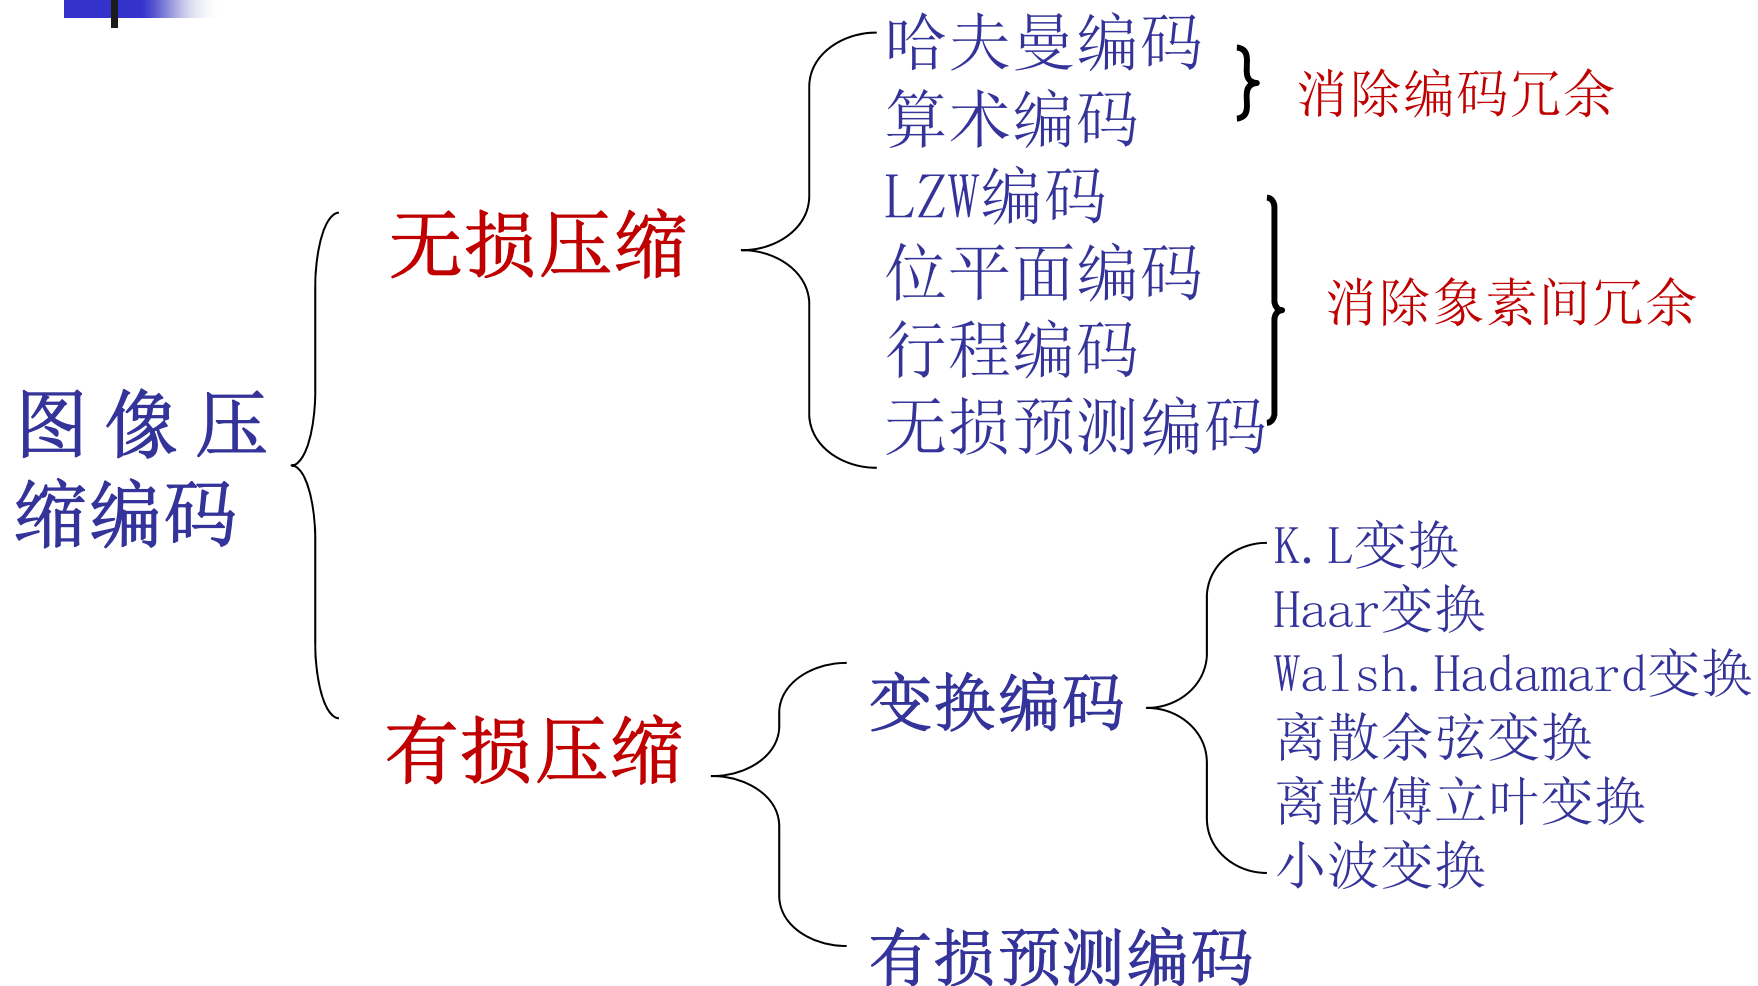 图像压
缩编码
无损压缩
哈夫曼编码
算术编码
LZW编码
位平面编码
行程编码
无损预测编码
消除编码冗余
消除象素间冗余
有损压缩
变换编码
K.L变换
Haar变换
Walsh.Hadamard变换
离散余弦变换
离散傅立叶变换
小波变换
有损预测编码